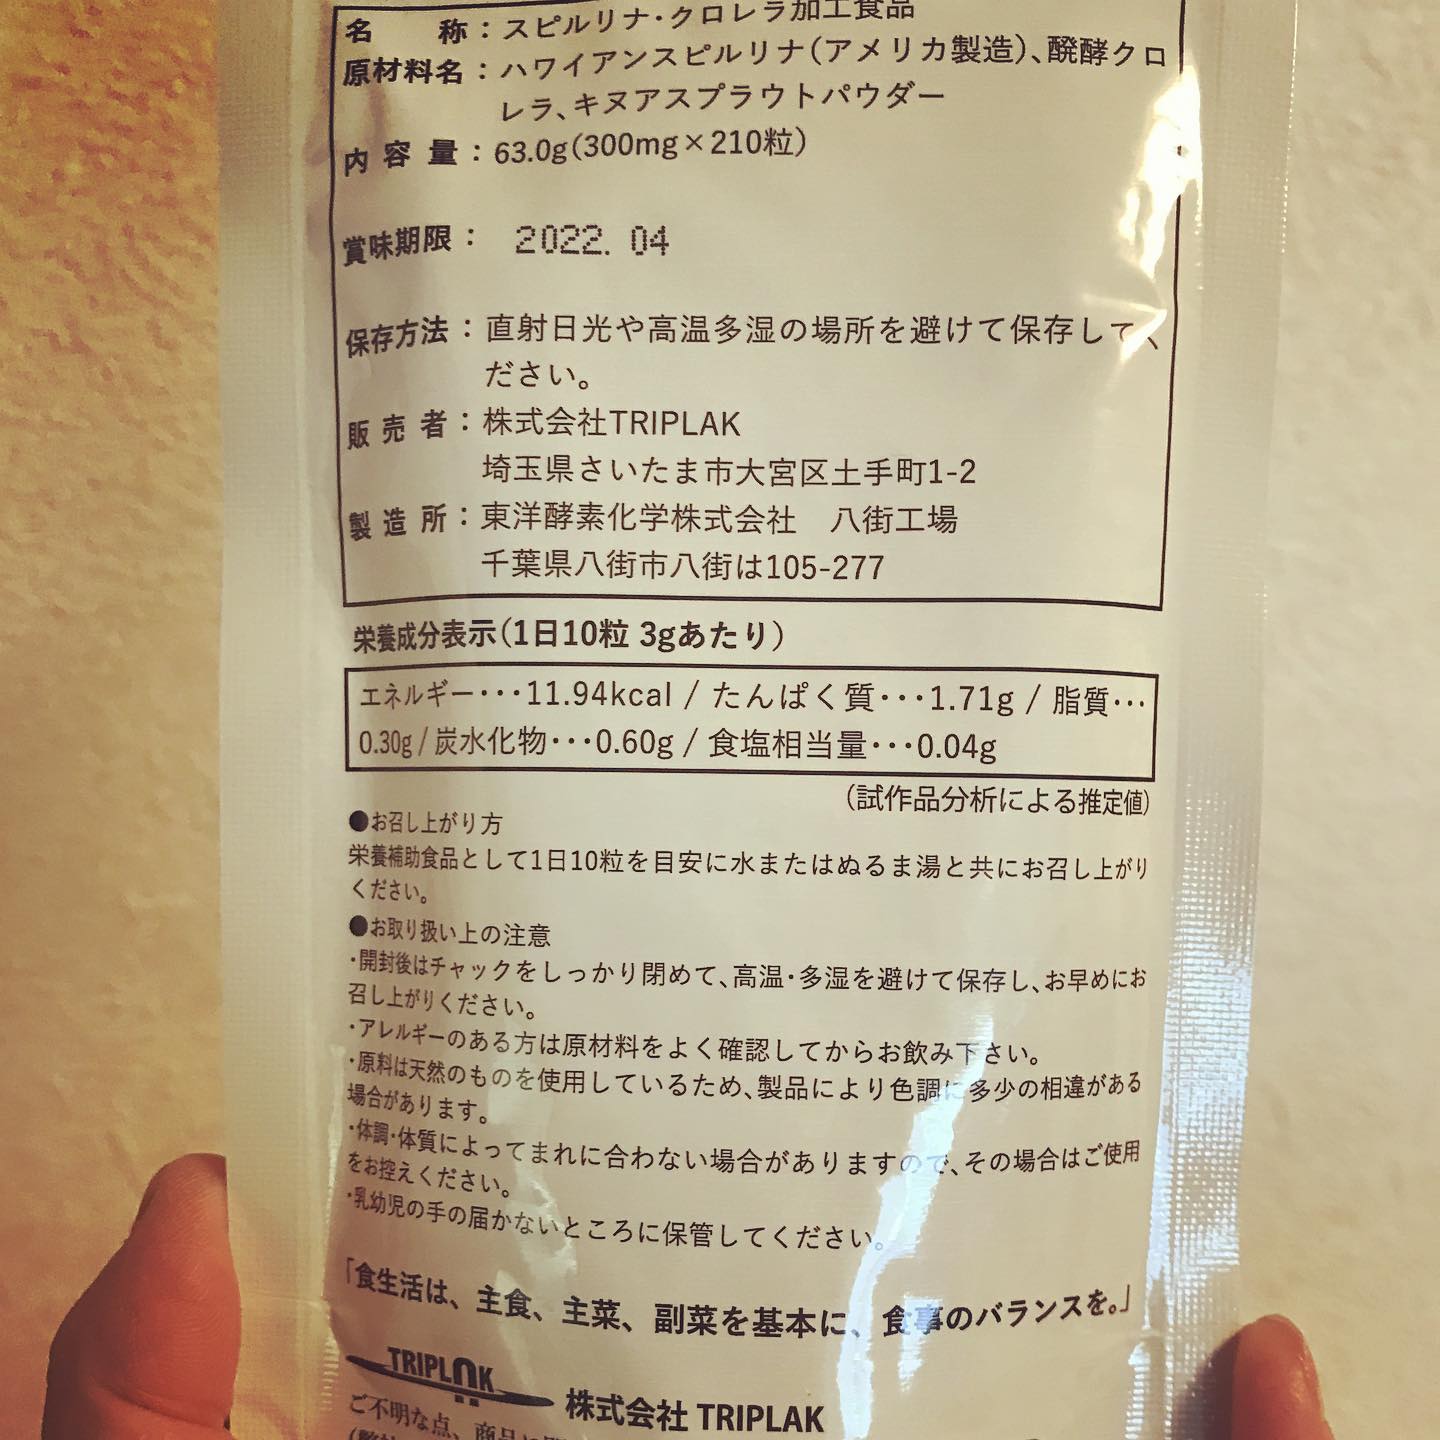 名 称：スピルリナ・クロレラ加工食品
原材料名：ハワイアンスピルリナ(アメリカ製造)、醗酵クロ
レラ、キヌアスプラウトパウダー
内 容 量：63.0g(300mg×210粒)
賞味期限： 2022. 04
保存方法：直射日光や高温多湿の場所を避けて保存して
ださい。
販 売 者：株式会社TRIPLAK
埼玉県さいたま市大宮区土手町1-2
製 造 所：東洋酵素化学株式会社 八街工場
千葉県八街市八街は105-277
栄養成分表示(1日10粒 3gあたり)
エネルギー・・・11.94kcal / たんぱく質・・・1.71g / 脂質・・・
0.30g / 炭水化物・・・0.60g / 食塩相当量・・・0.04g
(試作品分析による推定値)
●お召し上がり方
栄養補助食品として1日10粒を目安に水またはぬるま湯と共にお召し上がり
ください。
●お取り扱い上の注意
・開封後はチャックをしっかり閉めて、高温・多湿を避けて保存し、お早めにお
召し上がりください。
・アレルギーのある方は原材料をよく確認してからお飲み下さい。
・原料は天然のものを使用しているため、製品により色調に多少の相違がある
場合があります。
・体調・体質によってまれに合わない場合がありますので、その場合はご使用
をお控えください。
・乳幼児の手の届かないところに保管してください。
「食生活は、主食、主菜、副菜を基本に、食事のバランスを。」
TRIPLAK
株式会社 TRIPLAK
ご不明な点、商品に